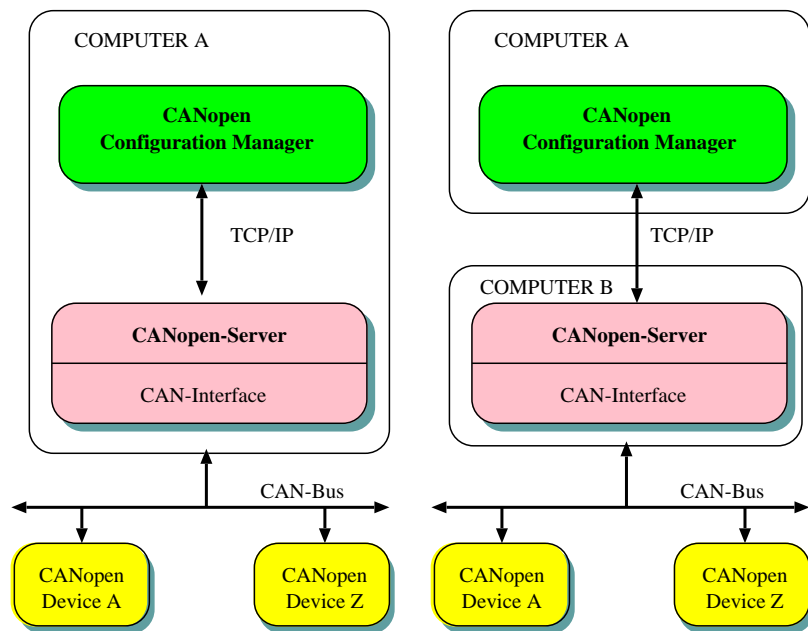 COMPUTER A
CANopen
Configuration Manager
TCP/IP
CANopen-Server
CAN-Interface
CAN-Bus
CANopen
Device A
CANopen
Device Z
COMPUTER A
CANopen
Configuration Manager
TCP/IP
COMPUTER B
CANopen-Server
CAN-Interface
CAN-Bus
CANopen
Device A
CANopen
Device Z